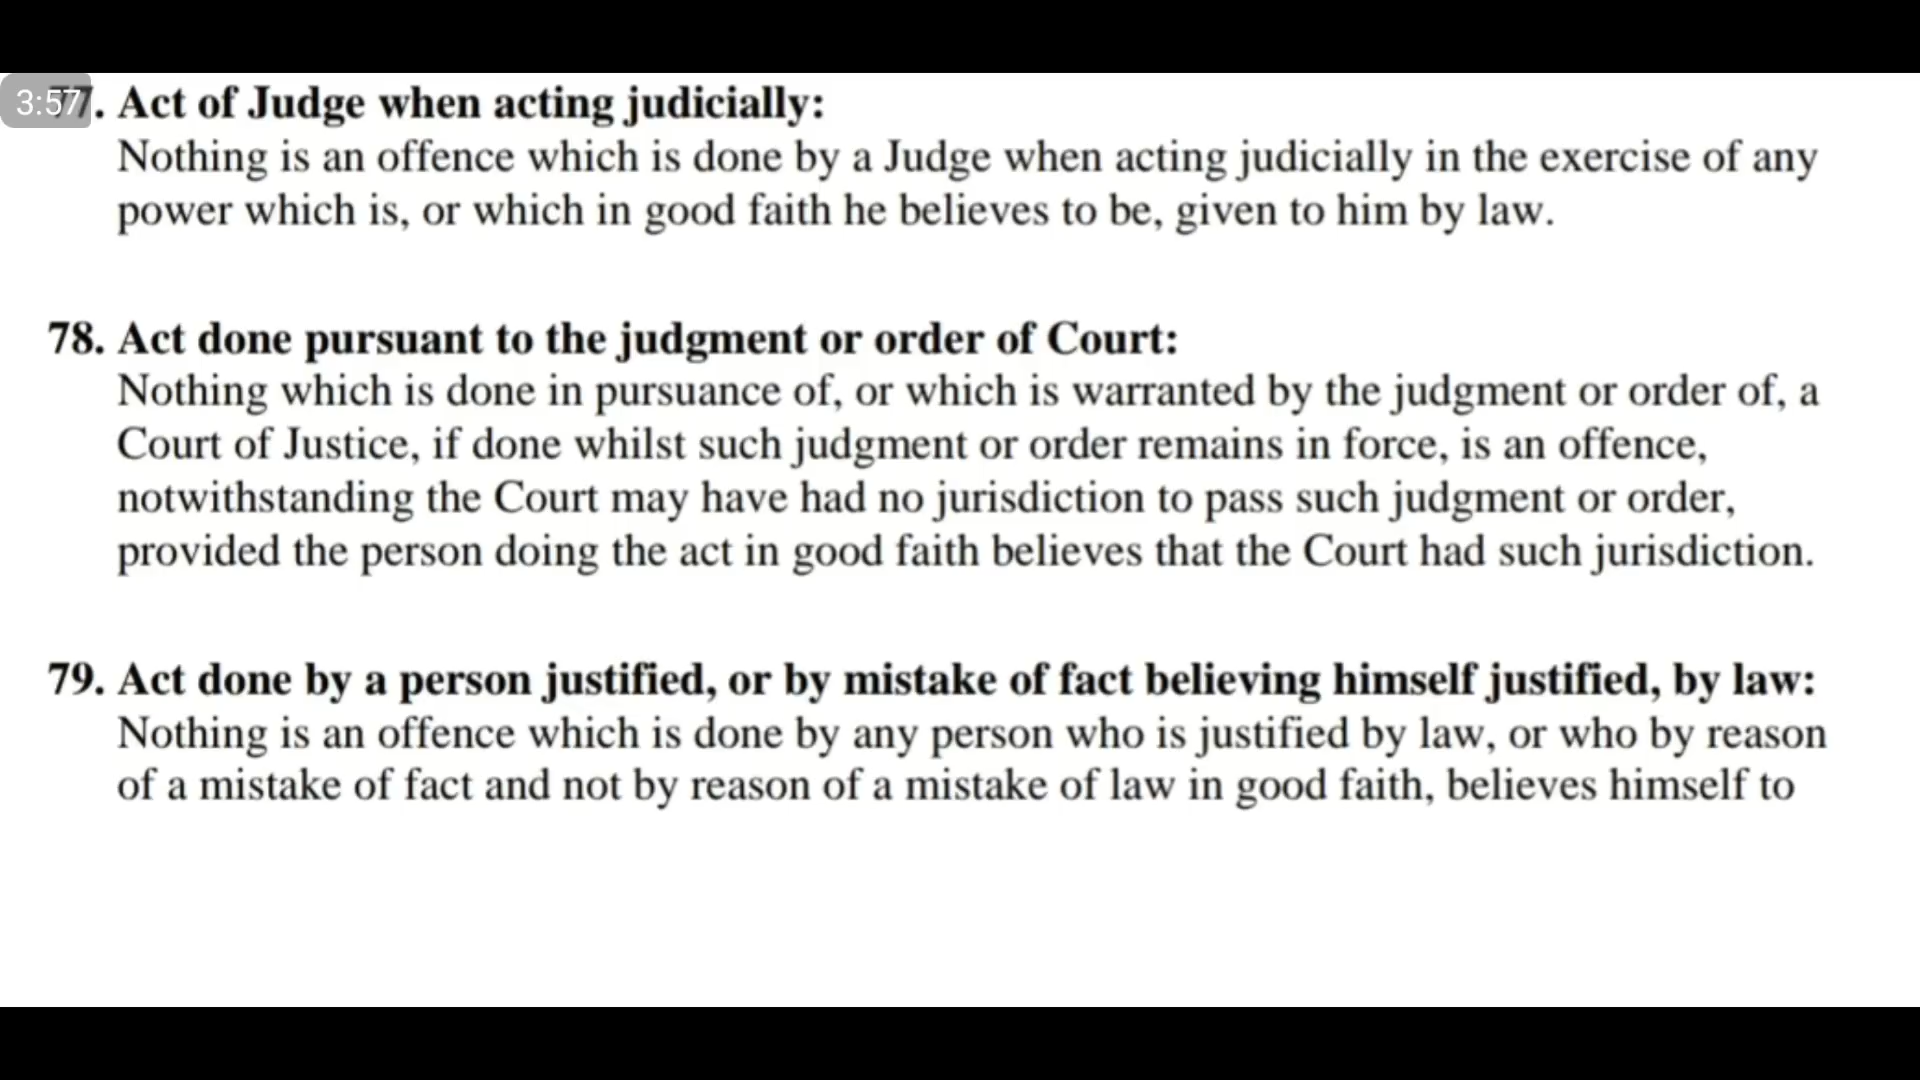 3:57
77. Act of Judge when acting judicially:
Nothing is an offence which is done by a Judge when acting judicially in the exercise of any
power which is, or which in good faith he believes to be, given to him by law.
78. Act done pursuant to the judgment or order of Court:
Nothing which is done in pursuance of, or which is warranted by the judgment or order of, a
Court of Justice, if done whilst such judgment or order remains in force, is an offence,
notwithstanding the Court may have had no jurisdiction to pass such judgment or order,
provided the person doing the act in good faith believes that the Court had such jurisdiction.
79. Act done by a person justified, or by mistake of fact believing himself justified, by law:
Nothing is an offence which is done by any person who is justified by law, or who by reason
of a mistake of fact and not by reason of a mistake of law in good faith, believes himself to